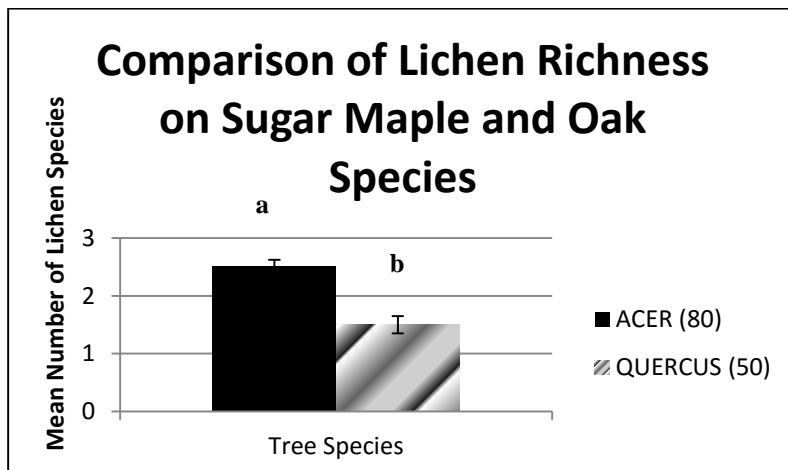 Comparison of Lichen Richness
on Sugar Maple and Oak
Species
Mean Number of Lichen Species
a
b
3
2
1
0
Tree Species
ACER (80)
QUERCUS (50)